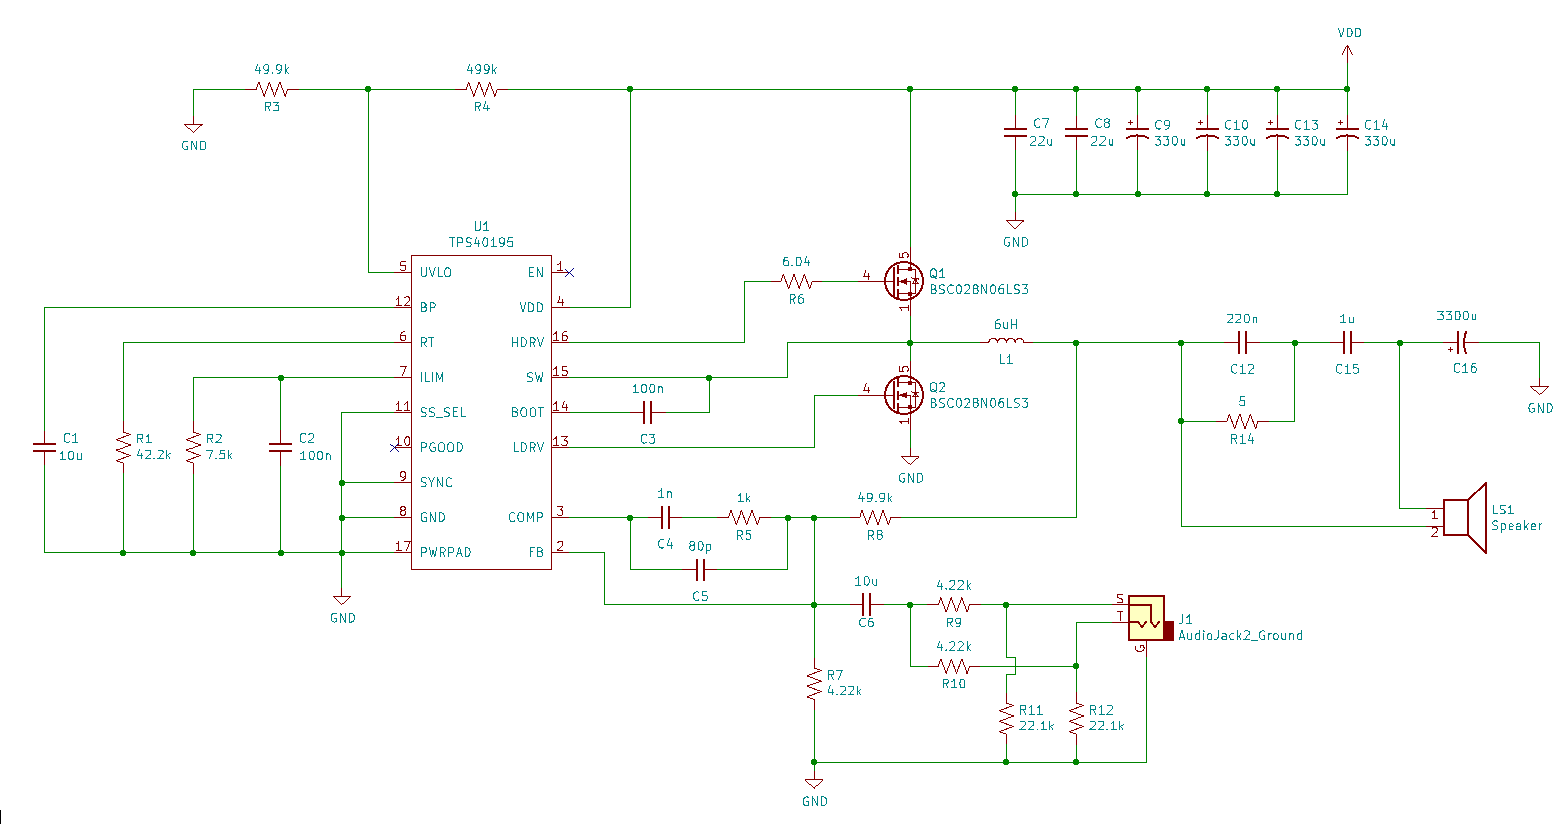 VDD
49.9k
R3
499k
R4
GND
C7
22u
C8
22u
+
C9
330u
+
C10
330u
+
C13
330u
+
C14
330u
GND
U1
TPS40195
5 UVLO
12 BP
6 RT
7 ILIM
11 SS_SEL
10 PGOOD
9 SYNC
8 GND
17 PWRPAD
EN 1
VDD 4
HDRV 16
SW 15
BOOT 14
LDRV 13
COMP 3
FB 2
C1
10u
R1
42.2k
R2
7.5k
C2
100n
GND
6.04
R6
5
4
1
Q1
BSC028N06LS3
5
4
1
Q2
BSC028N06LS3
GND
100n
C3
6uH
L1
220n
C12
1u
C15
3300u
+
C16
GND
5
R14
1
2
LS1
Speaker
1n
C4
1k
R5
80p
C5
49.9k
R8
10u
C6
4.22k
R9
4.22k
R10
S
T
G
J1
AudioJack2_Ground
R7
4.22k
R11
22.1k
R12
22.1k
GND